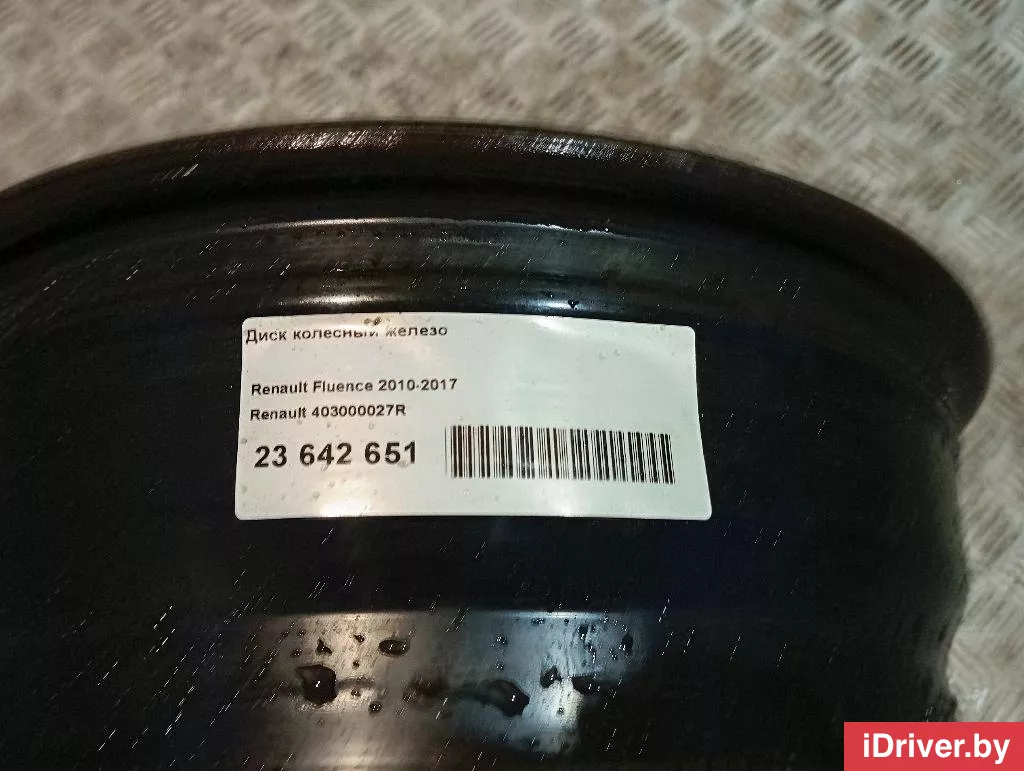 Диск колесный железо
Renault Fluence 2010-2017
Renault 403000027R
23 642 651
iDriver.by